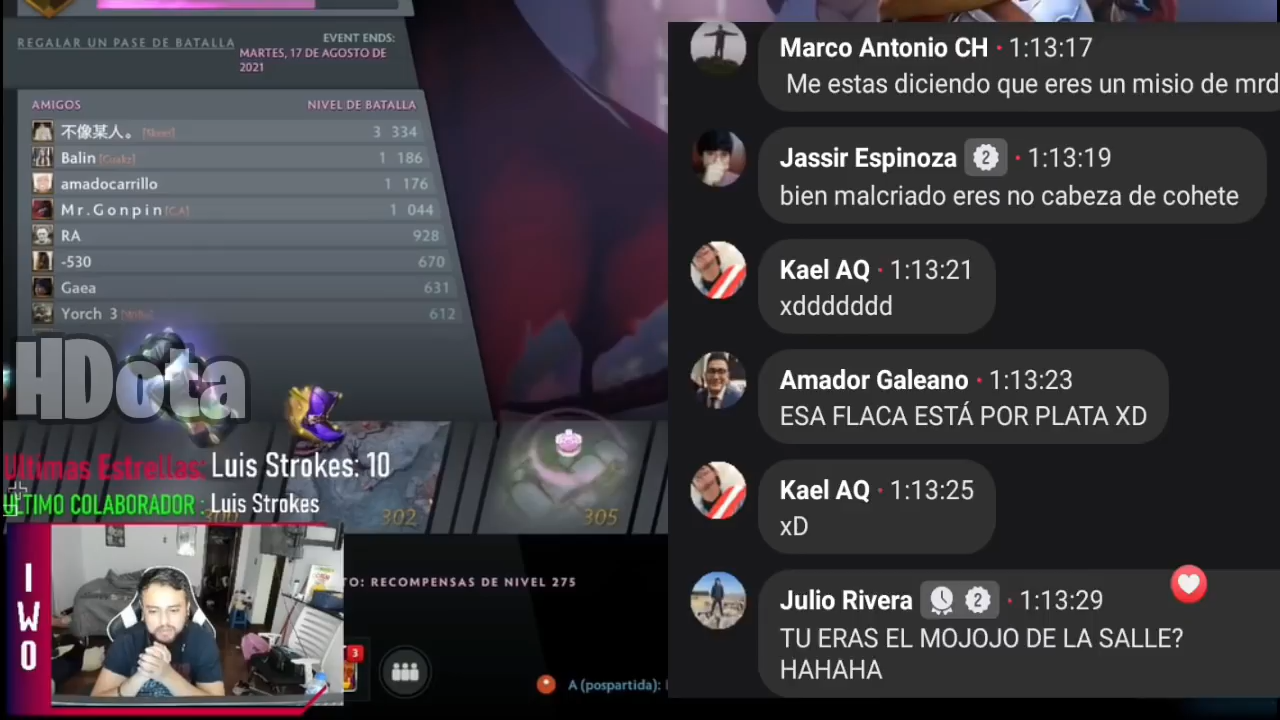 REGALAR UN PASE DE BATALLA
EVENT ENDS:
MARTES, 17 DE AGOSTO DE
2021
AMIGOS NIVEL DE BATALLA
不像某人。 3 334
Balin 1 186
amadocarrillo 1 176
Mr.Gonpin 1 044
RA 928
-530 670
Gaea 631
Yorch 3 612
HDota
Ultimas Estrellas: Luis Strokes: 10
ULTIMO COLABORADOR : Luis Strokes
300 302 305
TO: RECOMPENSAS DE NIVEL 275
IWO
3
A (pospartida):
Marco Antonio CH · 1:13:17
Me estas diciendo que eres un misio de mrd
Jassir Espinoza 2 · 1:13:19
bien malcriado eres no cabeza de cohete
Kael AQ · 1:13:21
xddddddd
Amador Galeano · 1:13:23
ESA FLACA ESTÁ POR PLATA XD
Kael AQ · 1:13:25
xD
Julio Rivera 2 · 1:13:29
TU ERAS EL MOJOJO DE LA SALLE?
HAHAHA